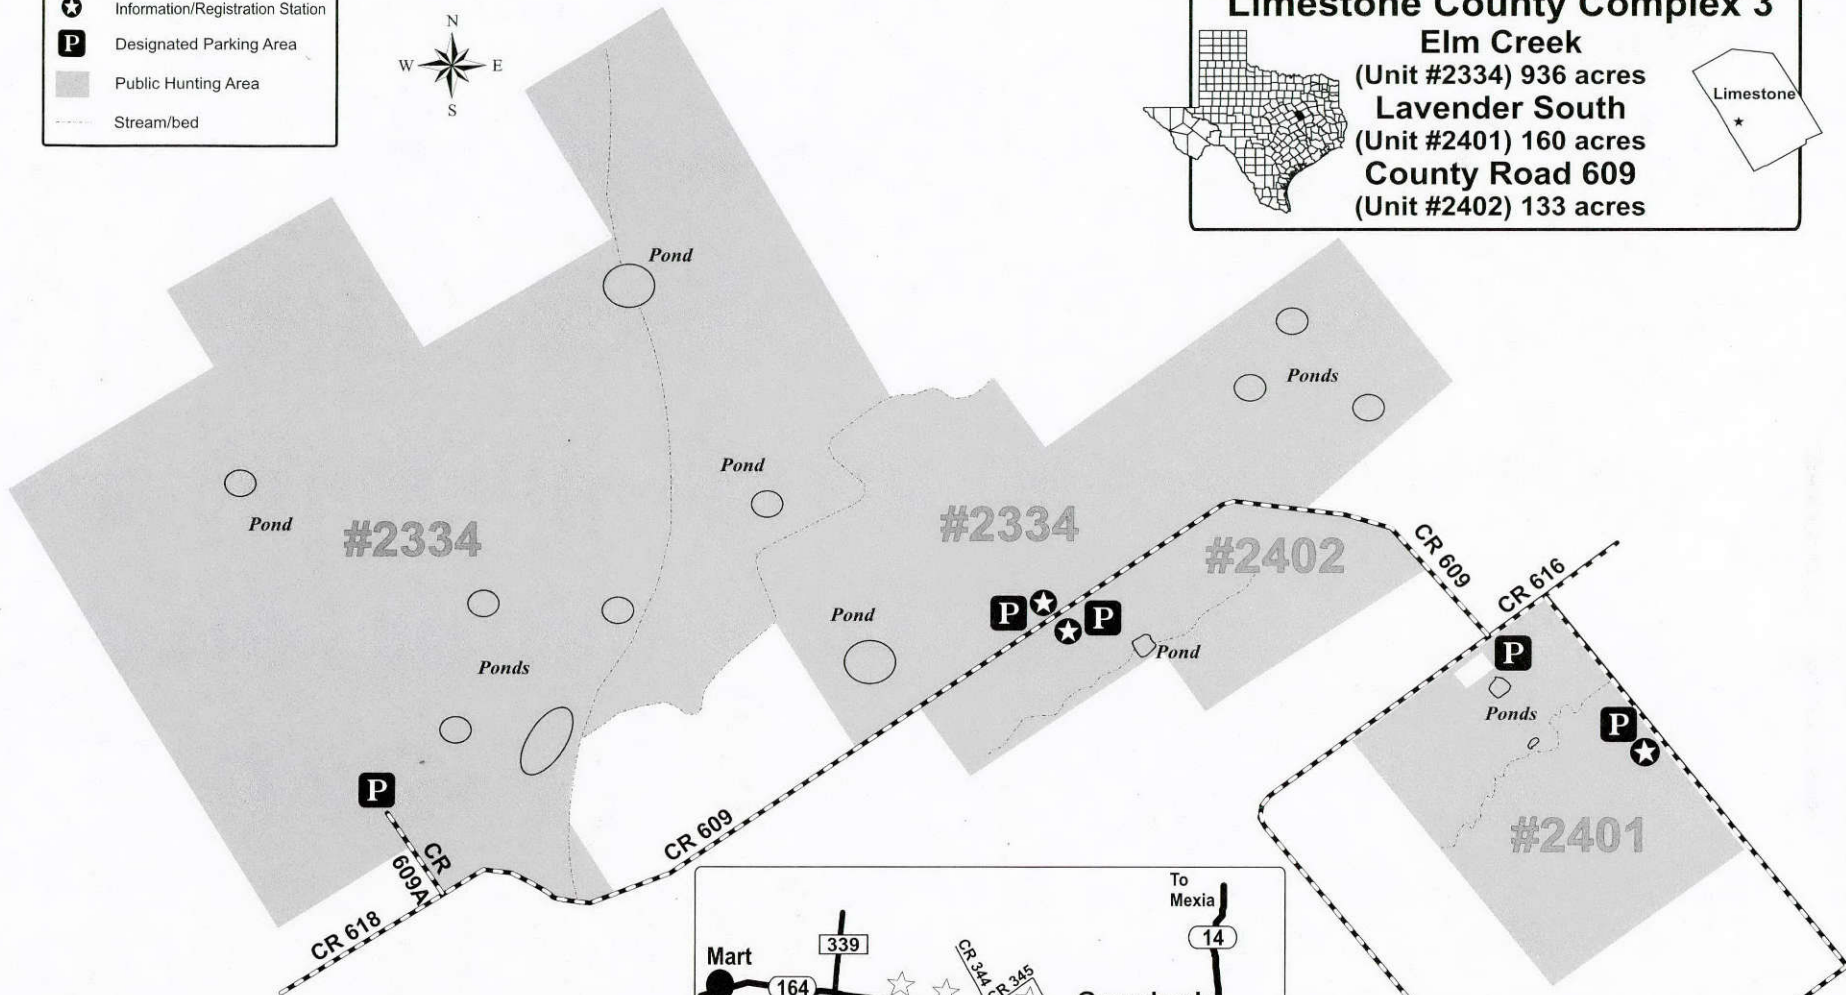 Information/Registration Station
P Designated Parking Area
Public Hunting Area
Stream/bed
N
W E
S
Limestone County Complex 3
Elm Creek
(Unit #2334) 936 acres
Lavender South
(Unit #2401) 160 acres
County Road 609
(Unit #2402) 133 acres
Limestone
Pond
Ponds
Pond
Pond
#2334
#2334
#2402
CR 609
CR 616
P
P
Pond
Pond
P
Ponds
Ponds
P
P
#2401
CR 609
CR
609A
CR 618
To
Mexia
14
339
Mart
164
CR 344
CR 345